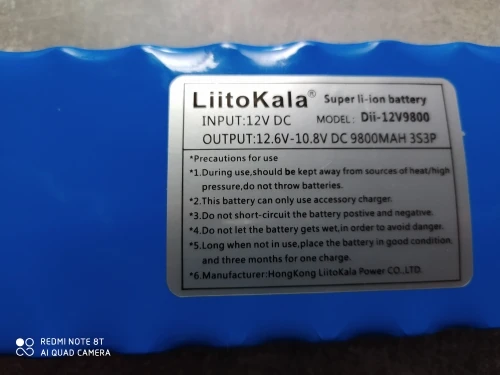 LiitoKala® Super li-ion battery
INPUT:12V DC MODEL: Dii-12V9800
OUTPUT:12.6V-10.8V DC 9800MAH 3S3P
*Precautions for use
*1.During use,should be kept away from sources of heat/high
pressure,do not throw batteries.
*2.This battery can only use accessory charger.
*3.Do not short-circuit the battery postive and negative.
*4.Do not let the battery gets wet,in order to avoid danger.
*5.Long when not in use,place the battery in good condition,
and three months for one charge.
*6.Manufacturer:HongKong LiitoKala Power CO.,LTD.
REDMI NOTE 8T
AI QUAD CAMERA